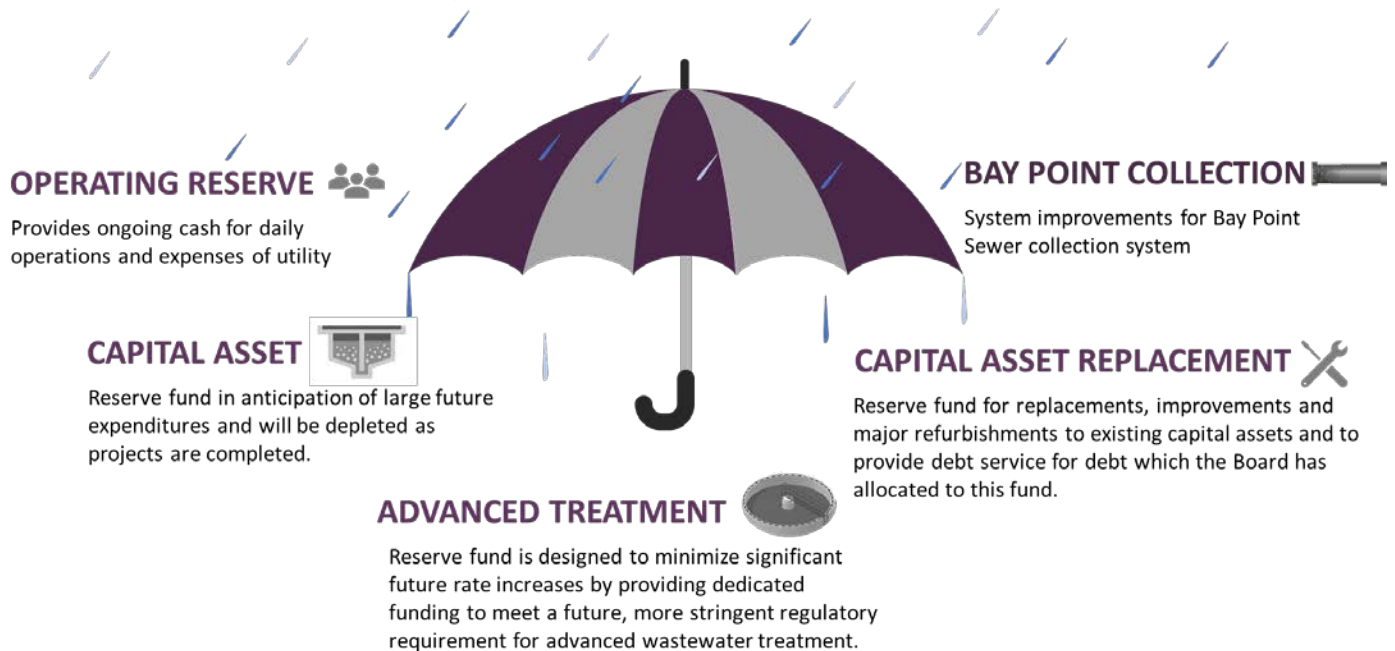 OPERATING RESERVE
Provides ongoing cash for daily
operations and expenses of utility
BAY POINT COLLECTION
System improvements for Bay Point
Sewer collection system
CAPITAL ASSET
Reserve fund in anticipation of large future
expenditures and will be depleted as
projects are completed.
CAPITAL ASSET REPLACEMENT
Reserve fund for replacements, improvements and
major refurbishments to existing capital assets and to
provide debt service for debt which the Board has
allocated to this fund.
ADVANCED TREATMENT
Reserve fund is designed to minimize significant
future rate increases by providing dedicated
funding to meet a future, more stringent regulatory
requirement for advanced wastewater treatment.